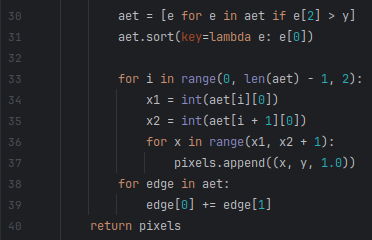 30 aet = [e for e in aet if e[2] > y]
31 aet.sort(key=lambda e: e[0])
32
33 for i in range(0, len(aet) - 1, 2):
34 x1 = int(aet[i][0])
35 x2 = int(aet[i + 1][0])
36 for x in range(x1, x2 + 1):
37 pixels.append((x, y, 1.0))
38 for edge in aet:
39 edge[0] += edge[1]
40 return pixels